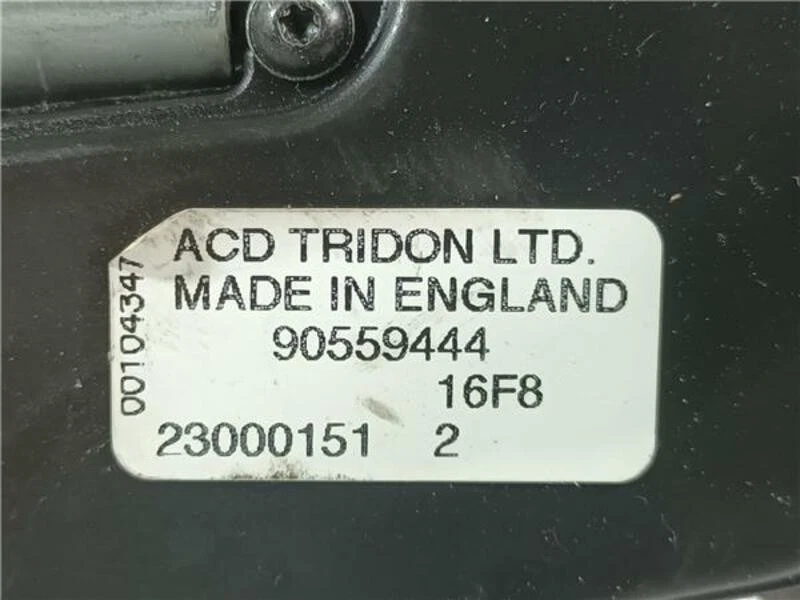 ACD TRIDON LTD.
MADE IN ENGLAND
90559444
16F8
23000151 2
00104347